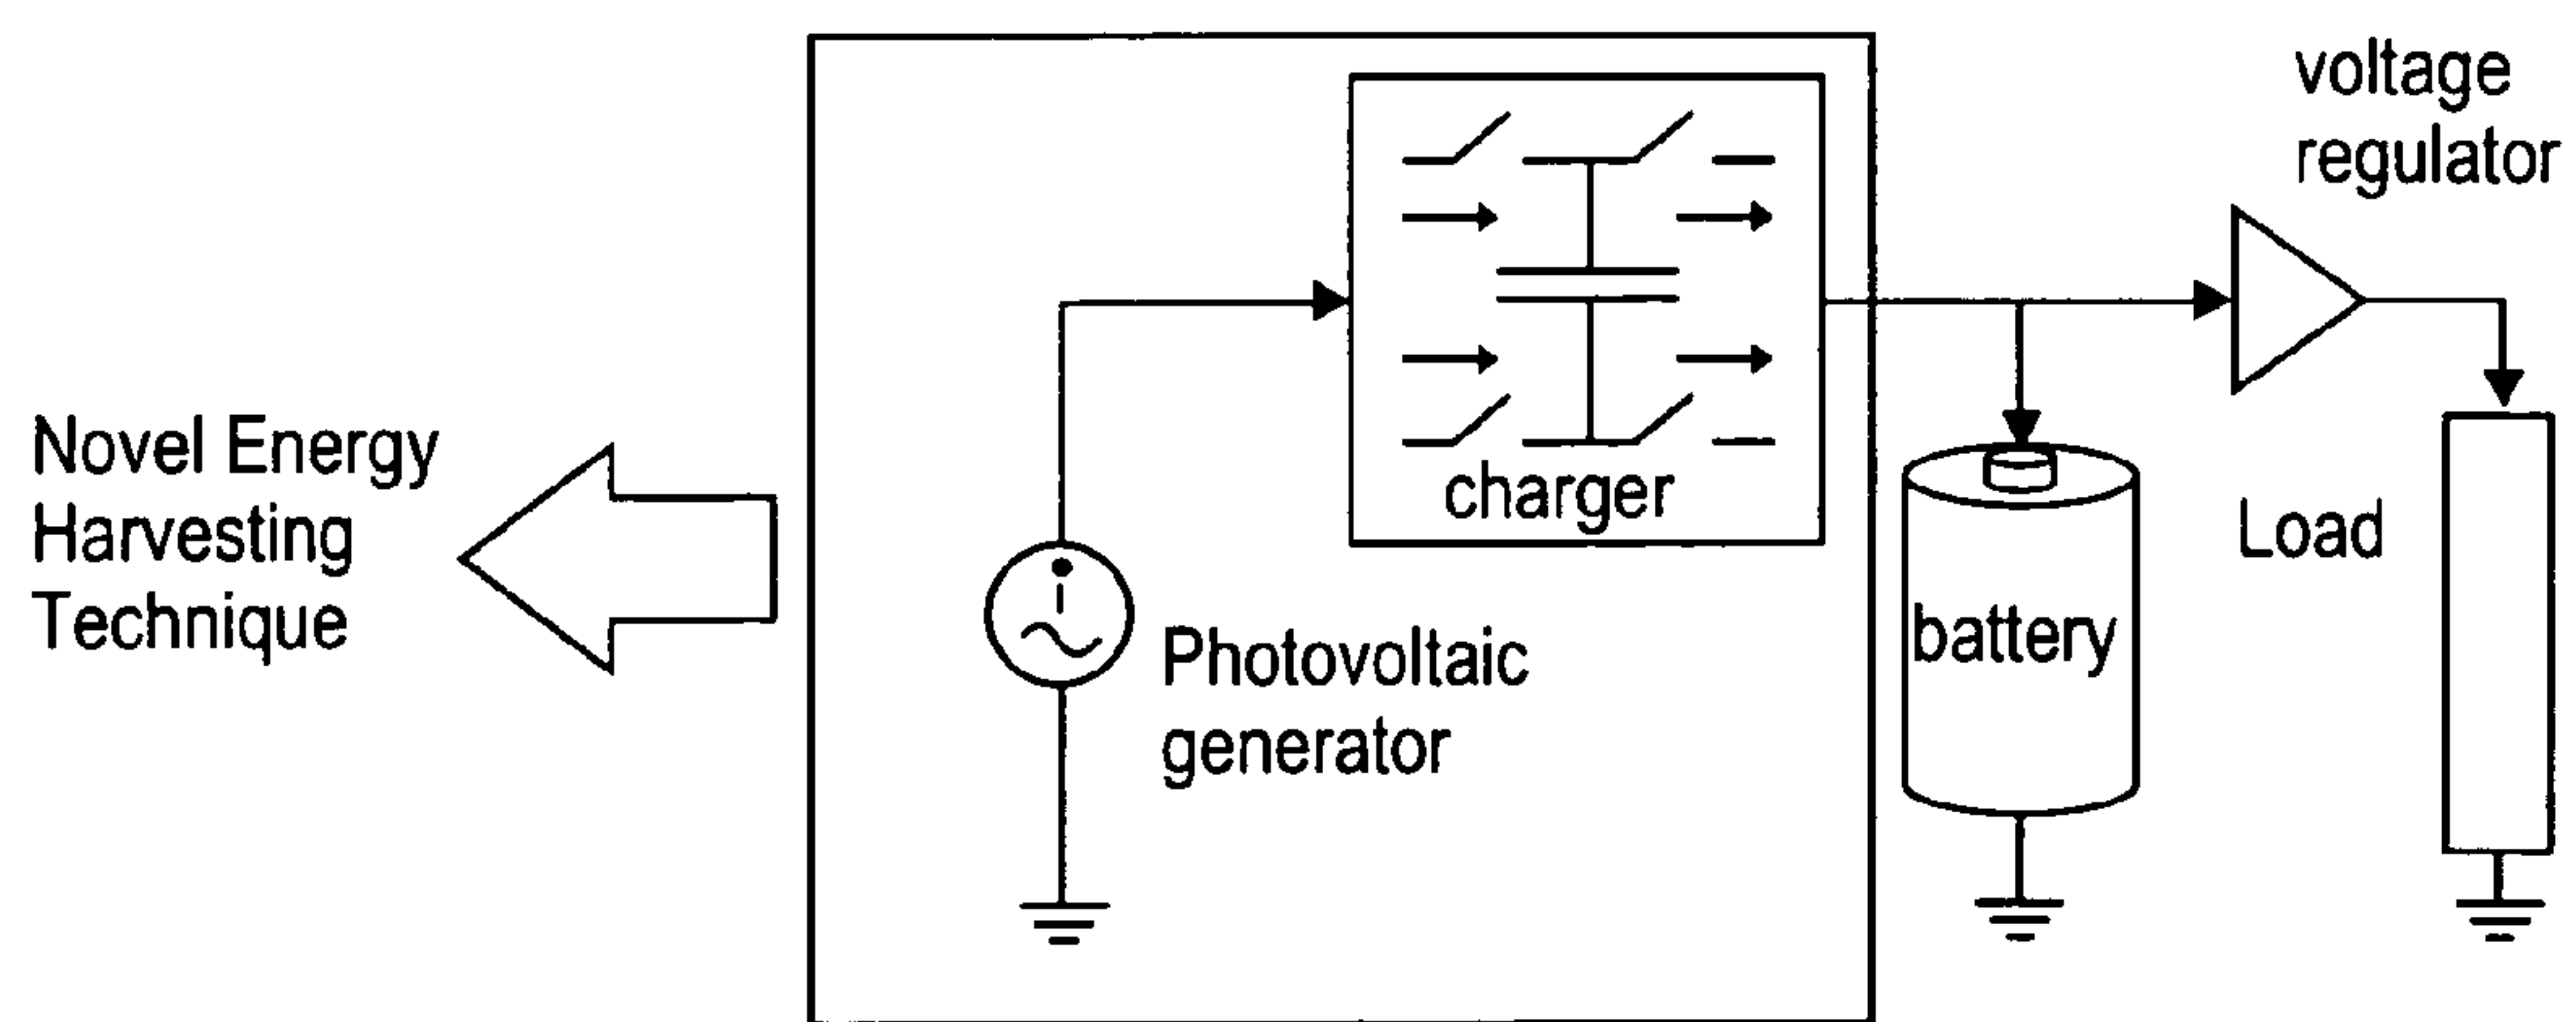 Novel Energy
Harvesting
Technique
Photovoltaic
generator
charger
i
battery
voltage
regulator
Load